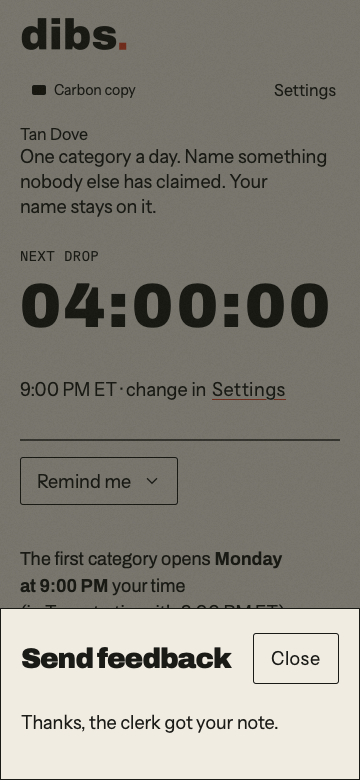 dibs.
Carbon copy
Settings
Tan Dove
One category a day. Name something
nobody else has claimed. Your
name stays on it.
NEXT DROP
04:00:00
9:00 PM ET · change in Settings
Remind me
The first category opens Monday
at 9:00 PM your time
Send feedback
Close
Thanks, the clerk got your note.